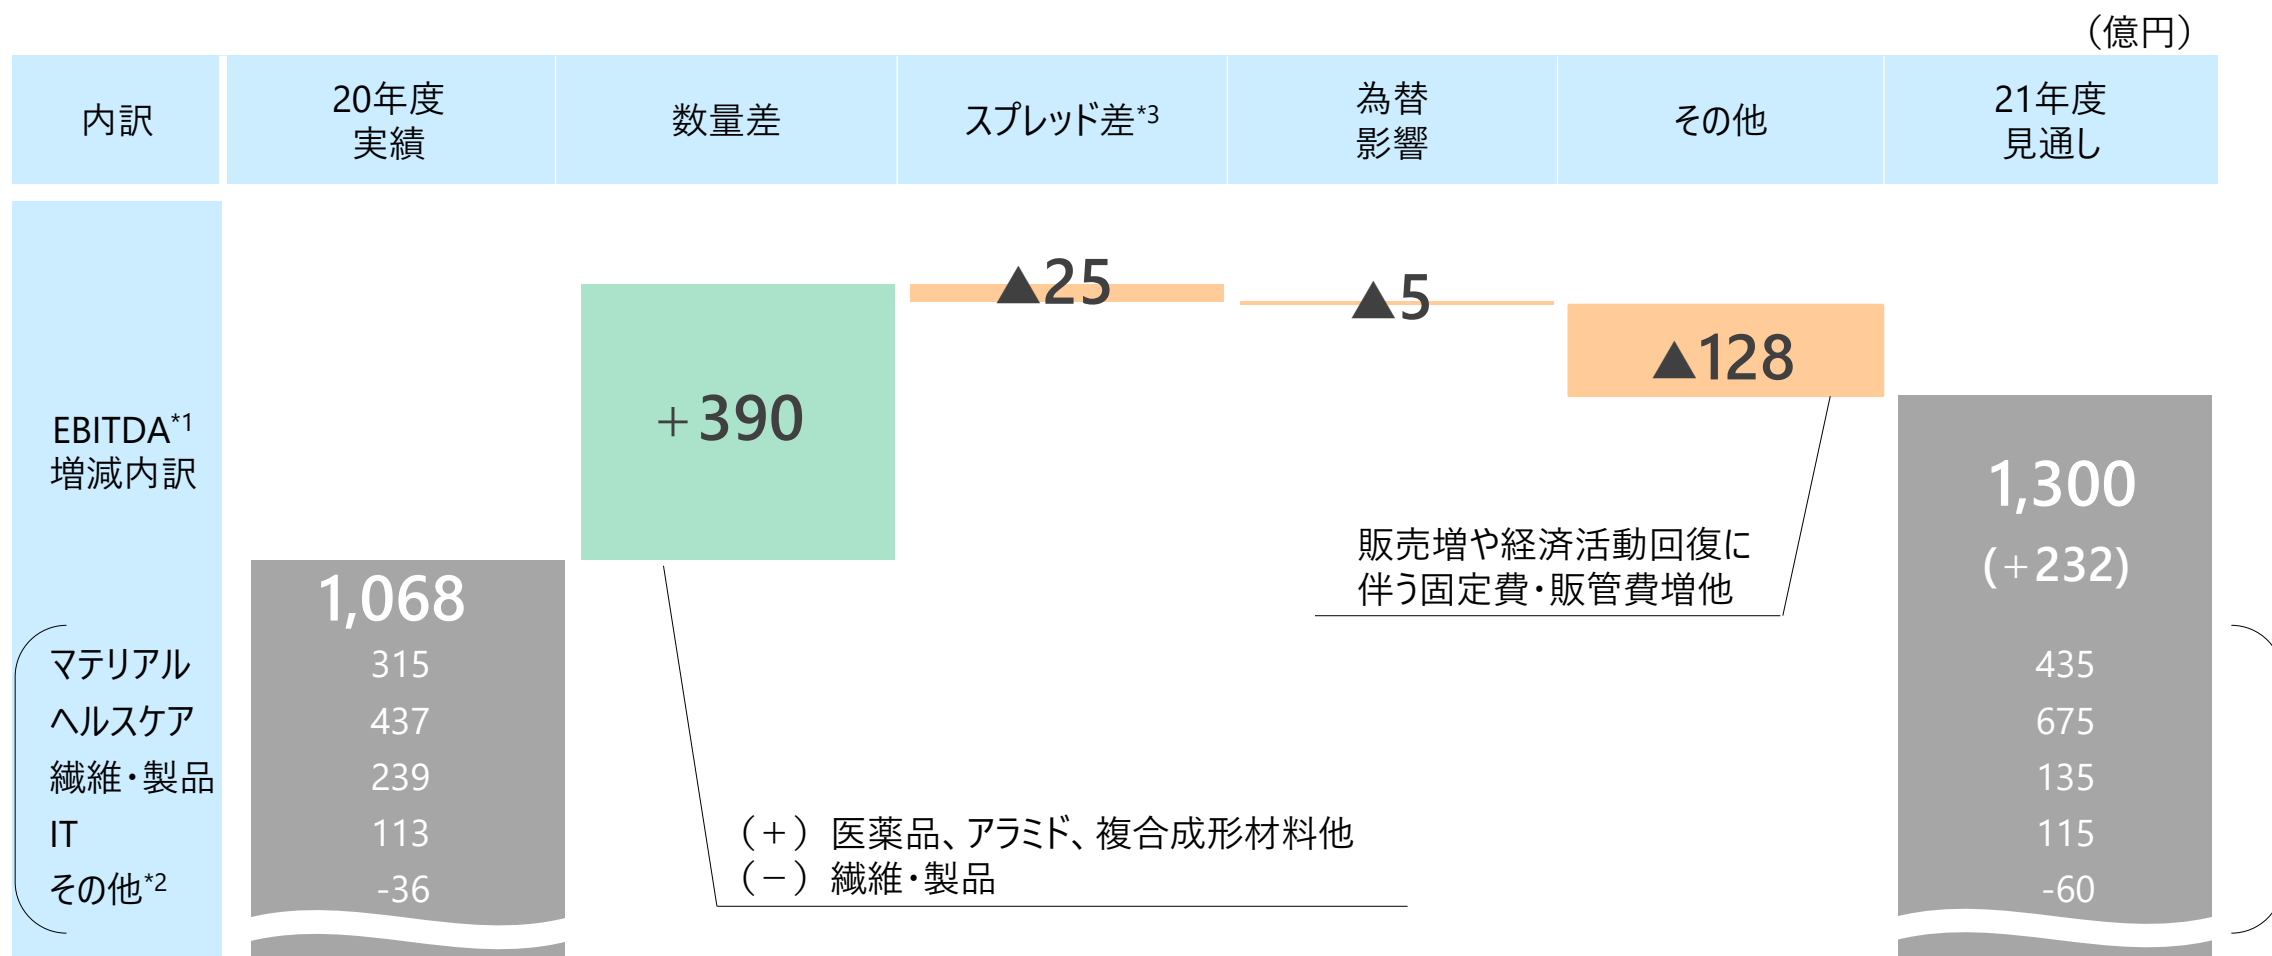 （億円）
内訳
20年度
実績
数量差
スプレッド差*3
為替
影響
その他
21年度
見通し
▲25
▲5
▲128
＋390
EBITDA*1
増減内訳
1,300
(＋232)
販売増や経済活動回復に
伴う固定費・販管費増他
1,068
マテリアル 315 435
ヘルスケア 437 675
繊維・製品 239 135
IT 113 115
その他*2 -36 -60
（＋） 医薬品、アラミド、複合成形材料他
（－） 繊維・製品